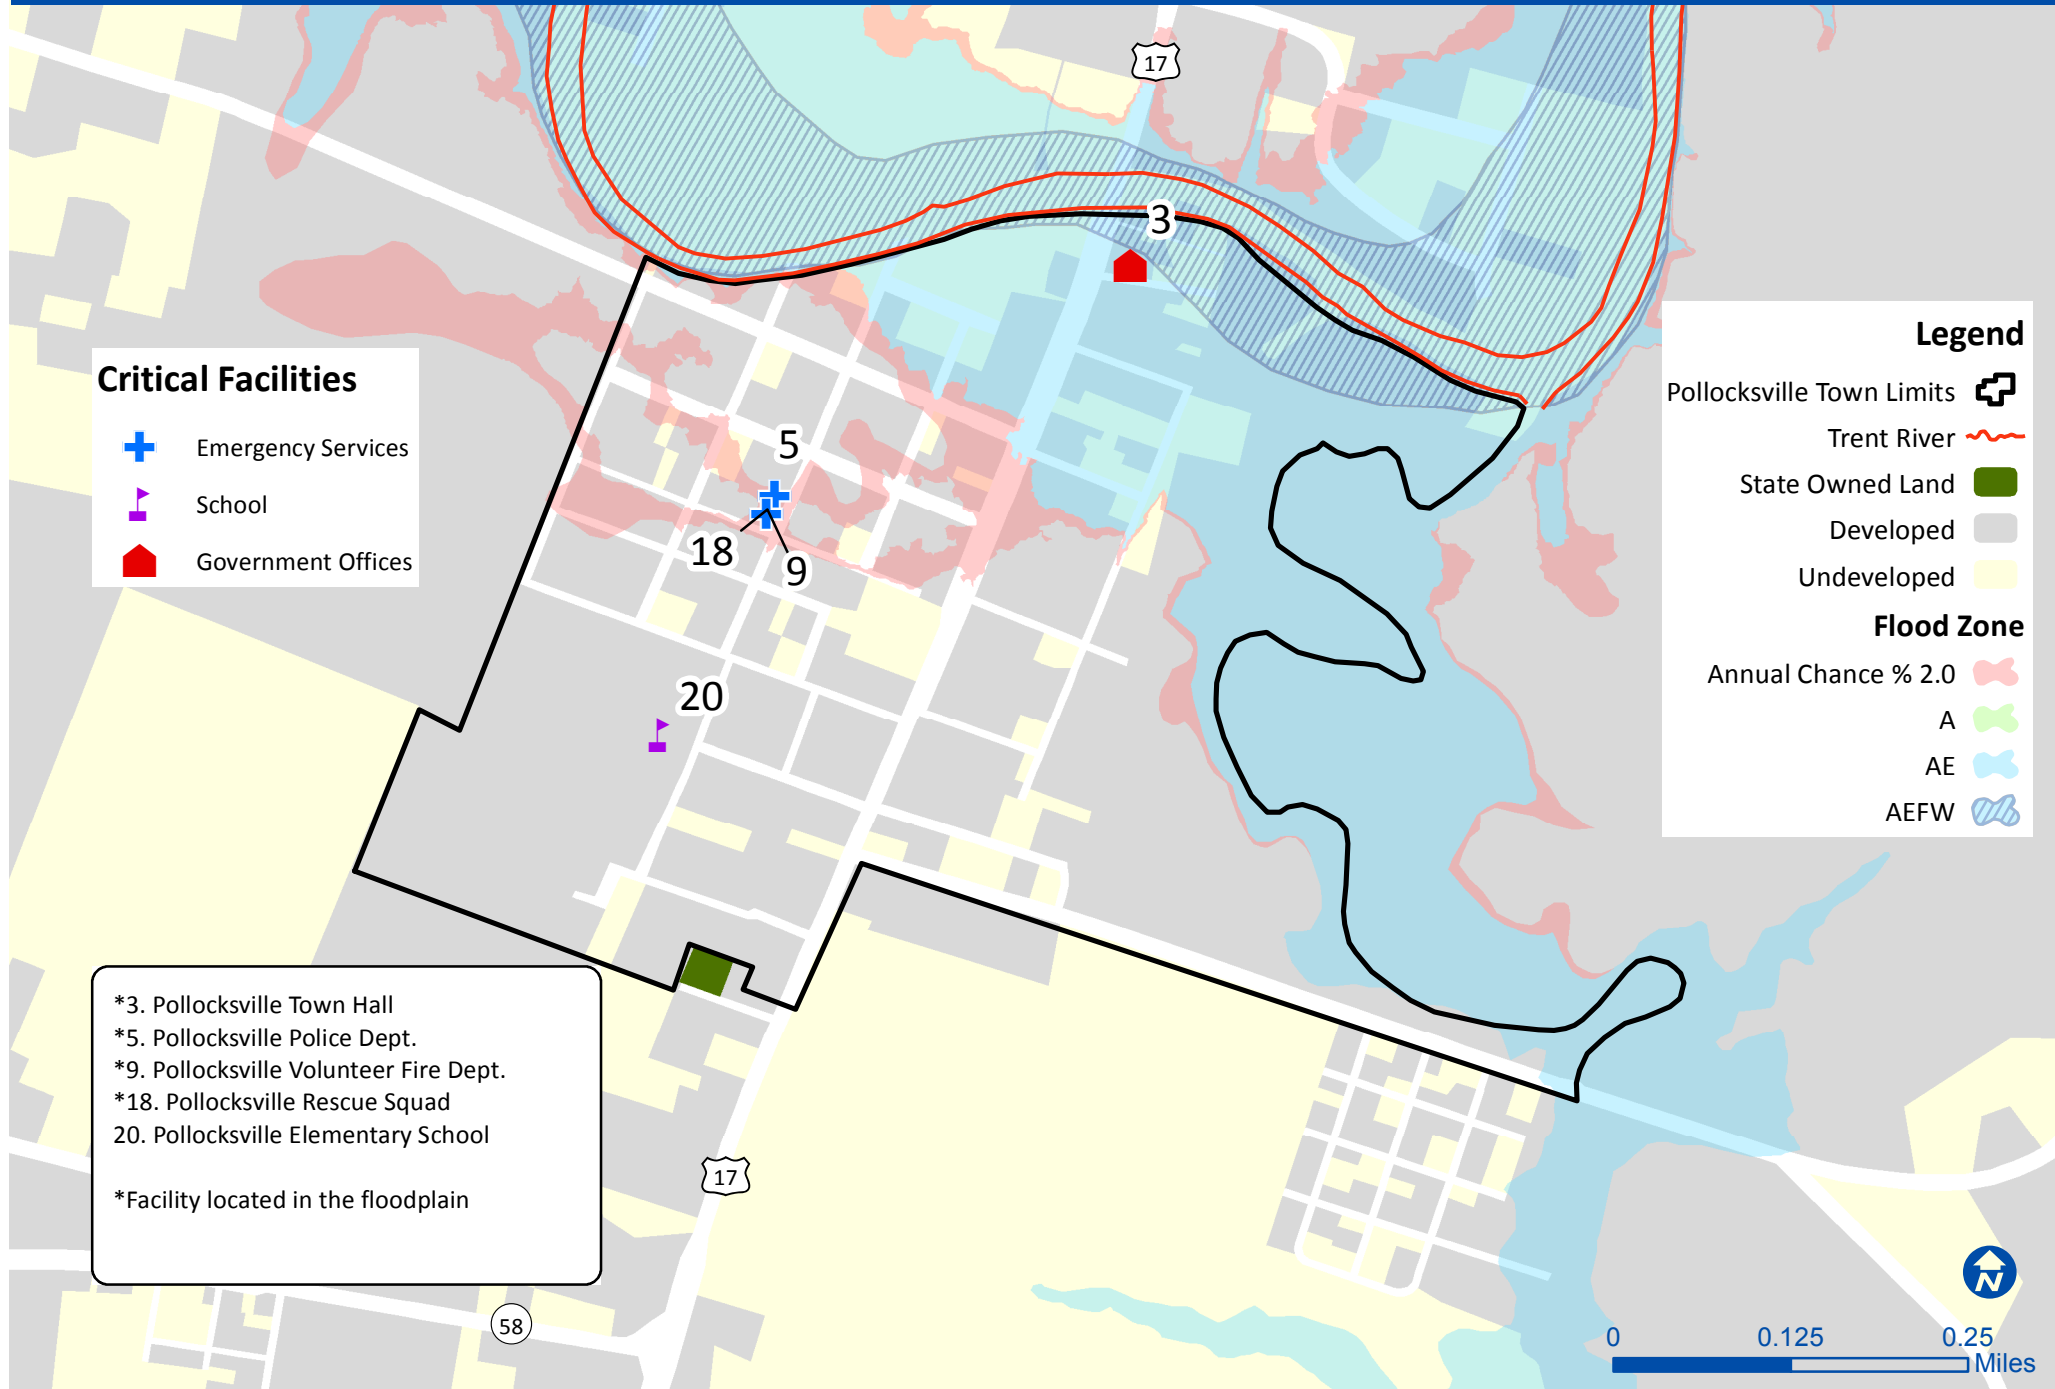 17
3
Critical Facilities
Emergency Services
School
Government Offices
5
18
9
20
Legend
Pollocksville Town Limits
Trent River
State Owned Land
Developed
Undeveloped
Flood Zone
Annual Chance % 2.0
A
AE
AEFW
*3. Pollocksville Town Hall
*5. Pollocksville Police Dept.
*9. Pollocksville Volunteer Fire Dept.
*18. Pollocksville Rescue Squad
20. Pollocksville Elementary School
*Facility located in the floodplain
17
58
N
0 0.125 0.25
Miles